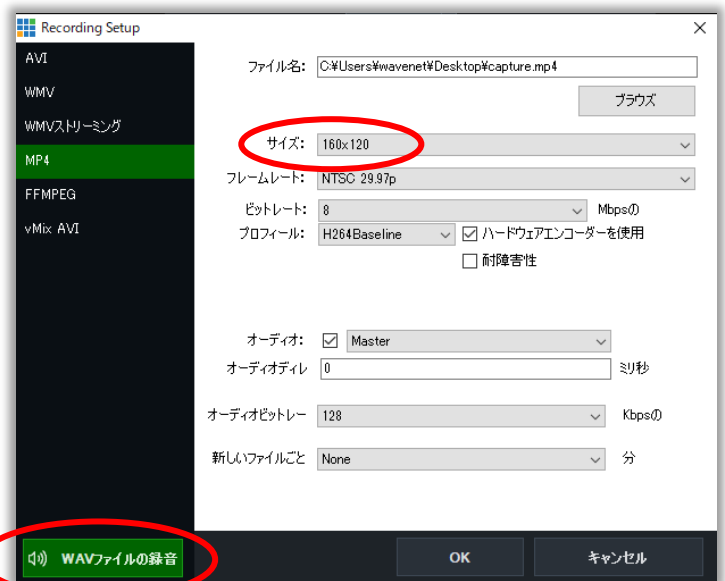 Recording Setup
AVI
WMV
WMVストリーミング
MP4
FFMPEG
vMix AVI
ファイル名: C:¥Users¥wavenet¥Desktop¥capture.mp4
ブラウズ
サイズ: 160x120
フレームレート: NTSC 29.97p
ビットレート: 8 Mbpsの
プロフィール: H264Baseline ハードウェアエンコーダーを使用
耐障害性
オーディオ: Master
オーディオディレ 0 ミリ秒
オーディオビットレー 128 Kbpsの
新しいファイルごと None 分
WAVファイルの録音 OK キャンセル